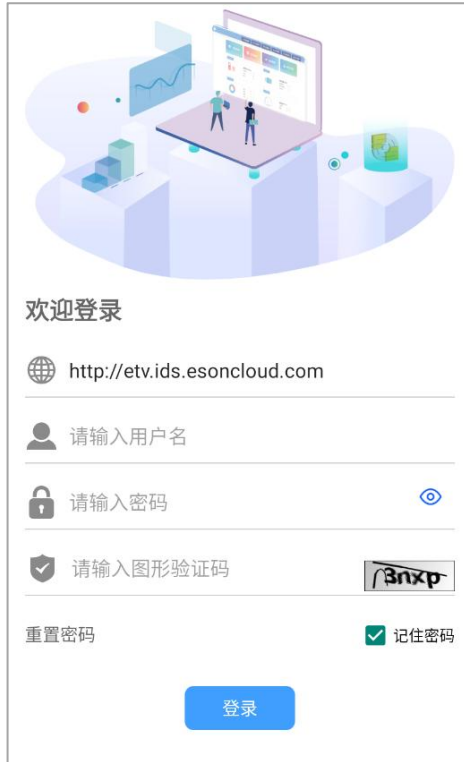 欢迎登录
http://etv.ids.esoncloud.com
请输入用户名
请输入密码
请输入图形验证码
重置密码
记住密码
登录